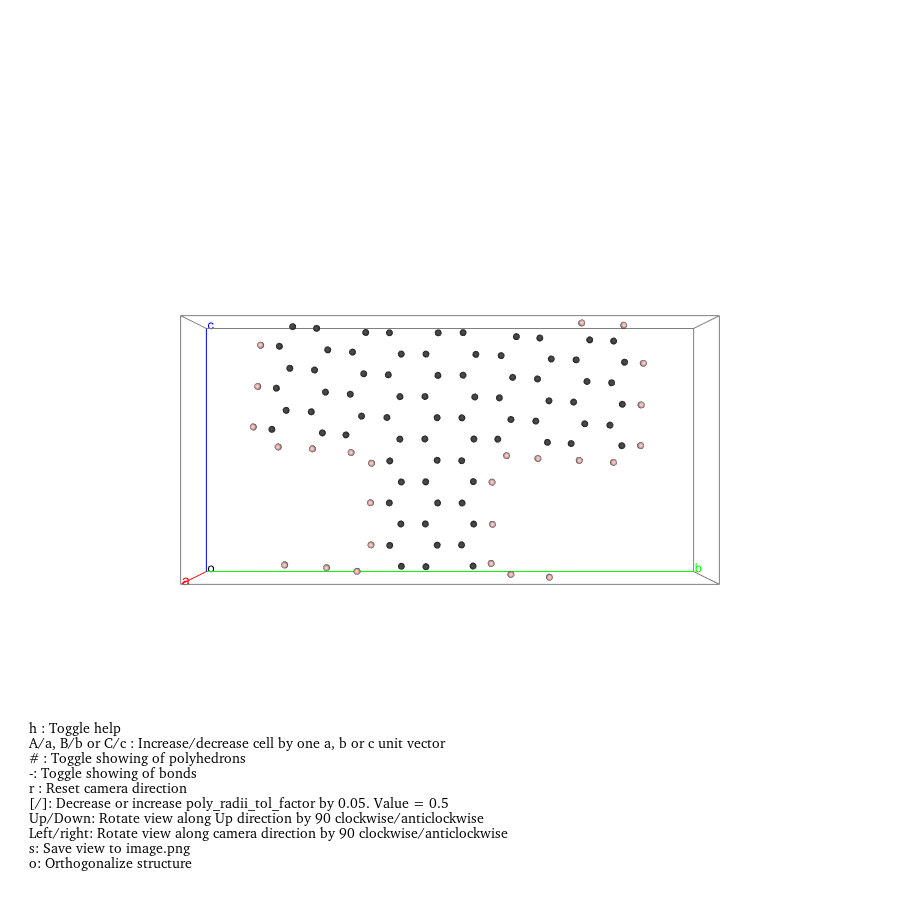 c
o
a
b
h : Toggle help
A/a, B/b or C/c : Increase/decrease cell by one a, b or c unit vector
# : Toggle showing of polyhedrons
-: Toggle showing of bonds
r : Reset camera direction
[/]: Decrease or increase poly_radii_tol_factor by 0.05. Value = 0.5
Up/Down: Rotate view along Up direction by 90 clockwise/anticlockwise
Left/right: Rotate view along camera direction by 90 clockwise/anticlockwise
s: Save view to image.png
o: Orthogonalize structure